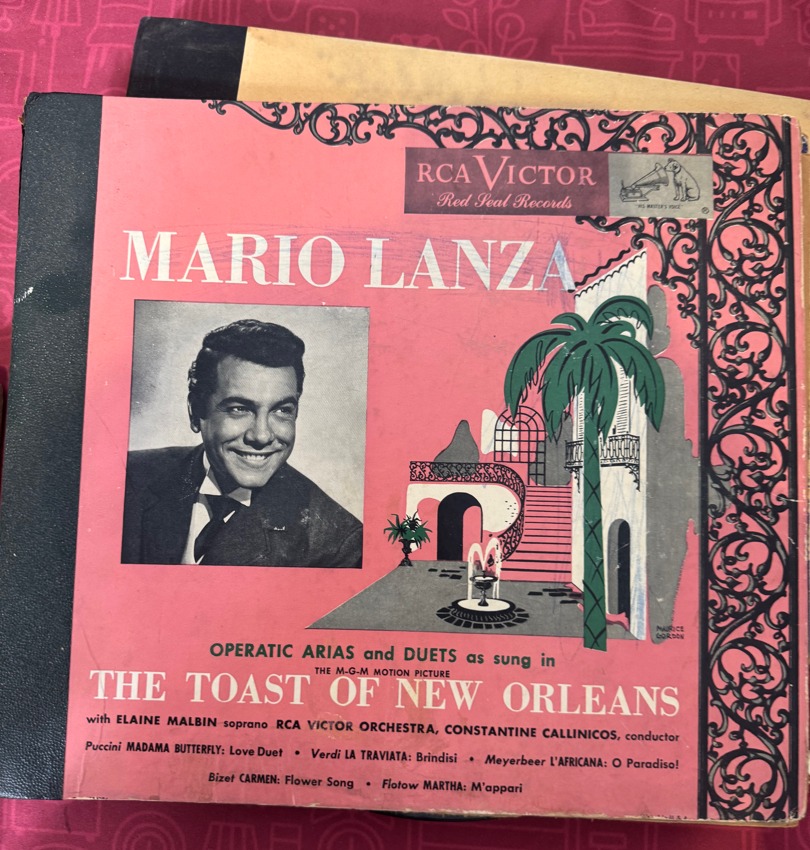 RCA VICTOR
Red Seal Records
"HIS MASTER'S VOICE"
®
MARIO LANZA
MAURICE
GORDON
OPERATIC ARIAS and DUETS as sung in
THE M-G-M MOTION PICTURE
THE TOAST OF NEW ORLEANS
with ELAINE MALBIN soprano RCA VICTOR ORCHESTRA, CONSTANTINE CALLINICOS, conductor
Puccini MADAMA BUTTERFLY: Love Duet • Verdi LA TRAVIATA: Brindisi • Meyerbeer L'AFRICANA: O Paradiso!
Bizet CARMEN: Flower Song • Flotow MARTHA: M'appari